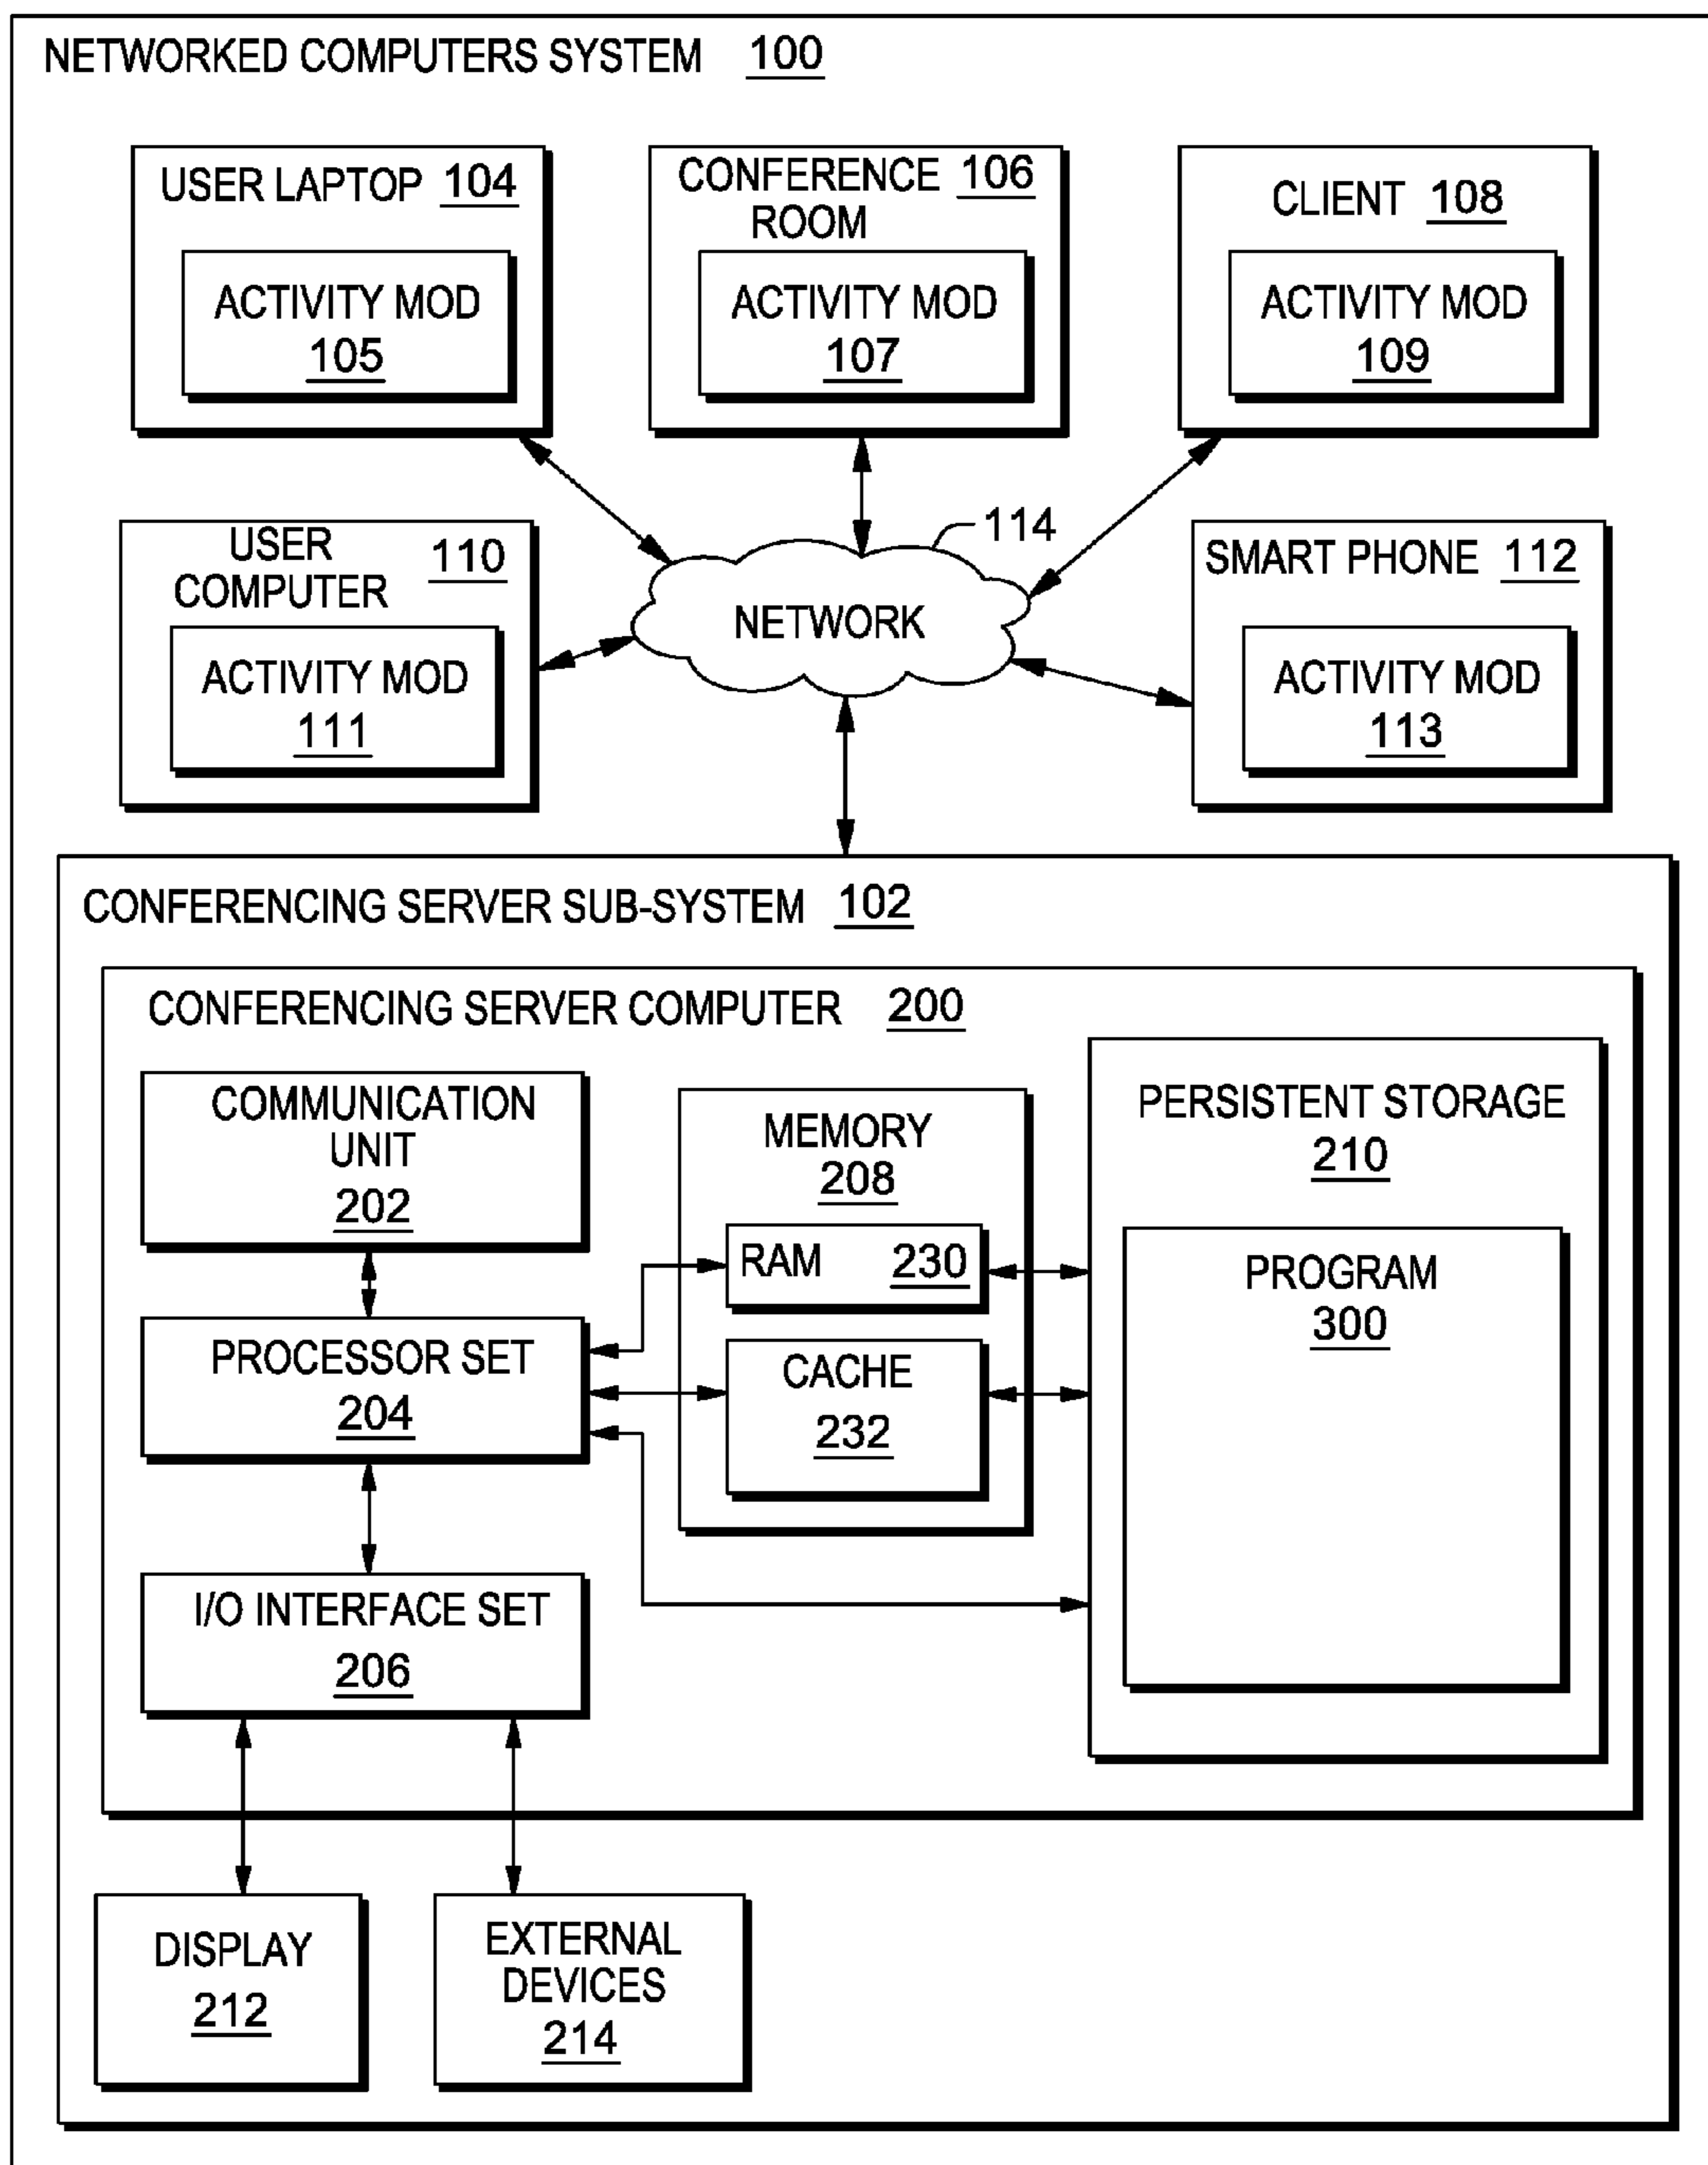 NETWORKED COMPUTERS SYSTEM 100
USER LAPTOP 104
ACTIVITY MOD
105
CONFERENCE 106
ROOM
ACTIVITY MOD
107
CLIENT 108
ACTIVITY MOD
109
USER 110
COMPUTER
ACTIVITY MOD
111
114
NETWORK
SMART PHONE 112
ACTIVITY MOD
113
CONFERENCING SERVER SUB-SYSTEM 102
CONFERENCING SERVER COMPUTER 200
COMMUNICATION
UNIT
202
PROCESSOR SET
204
I/O INTERFACE SET
206
MEMORY
208
RAM 230
CACHE
232
PERSISTENT STORAGE
210
PROGRAM
300
DISPLAY
212
EXTERNAL
DEVICES
214